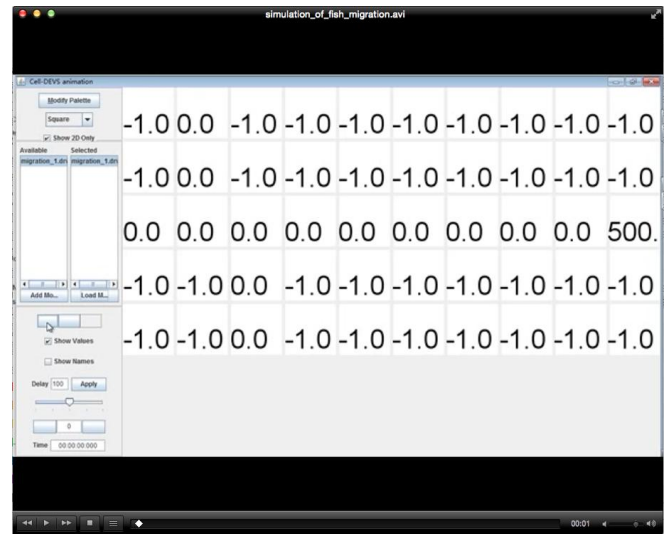 simulation_of_fish_migration.avi
Cell-DEVS animation
Modify Palette
Square
Show 2D Only
Available Selected
migration_1.dr migration_1.dr
Add Mo... Load M...
Show Values
Show Names
Delay 100 Apply
0
Time 00:00:00:000
-1.0 0.0 -1.0 -1.0 -1.0 -1.0 -1.0 -1.0 -1.0 -1.0
-1.0 0.0 -1.0 -1.0 -1.0 -1.0 -1.0 -1.0 -1.0 -1.0
0.0 0.0 0.0 0.0 0.0 0.0 0.0 0.0 0.0 500.
-1.0 -1.0 0.0 -1.0 -1.0 -1.0 -1.0 -1.0 -1.0 -1.0
-1.0 -1.0 0.0 -1.0 -1.0 -1.0 -1.0 -1.0 -1.0 -1.0
00:01